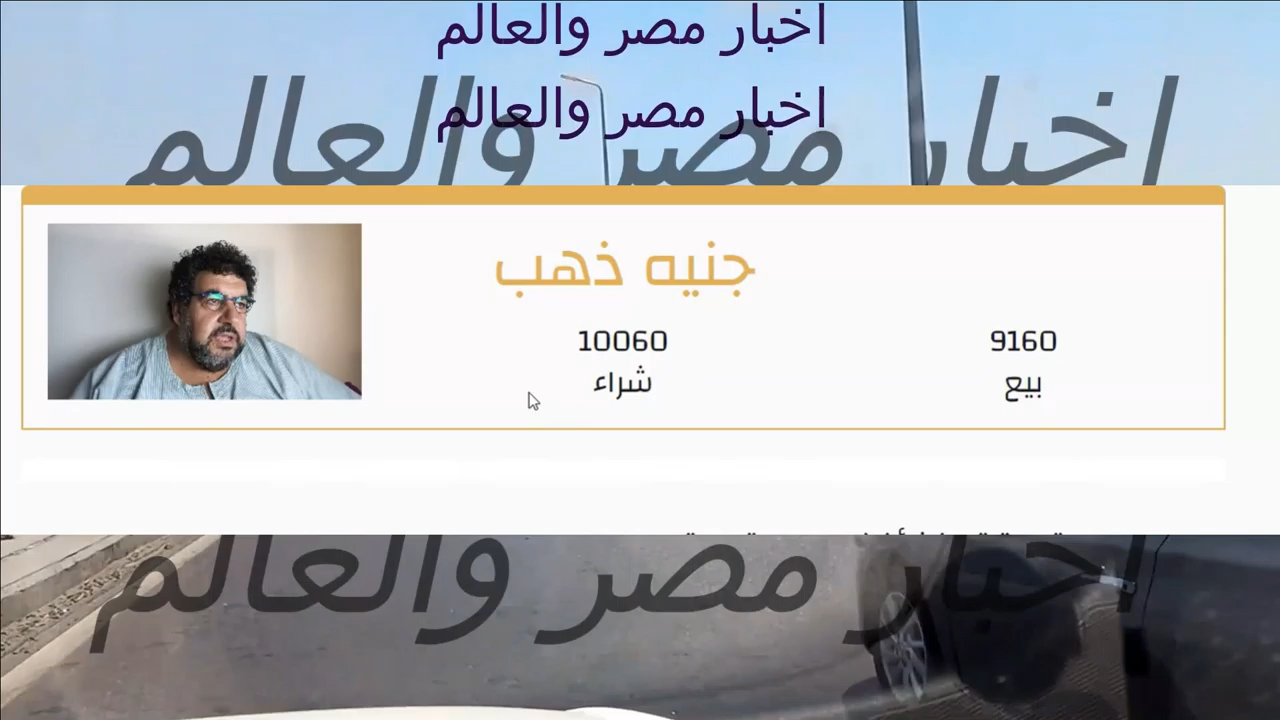 اخبار مصر والعالم
اخبار مصر والعالم
اخبار مصر والعالم
جنيه ذهب
9160 10060
بيع شراء
اخبار مصر والعالم